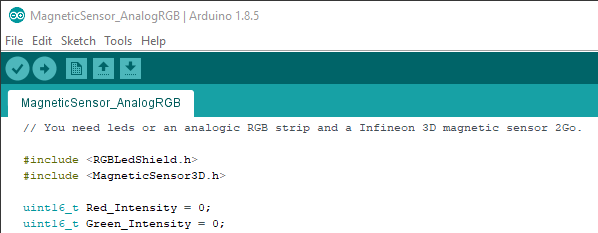 MagneticSensor_AnalogRGB | Arduino 1.8.5
File Edit Sketch Tools Help
MagneticSensor_AnalogRGB
// You need leds or an analogic RGB strip and a Infineon 3D magnetic sensor 2Go.
#include <RGBLedShield.h>
#include <MagneticSensor3D.h>
uint16_t Red_Intensity = 0;
uint16_t Green_Intensity = 0;